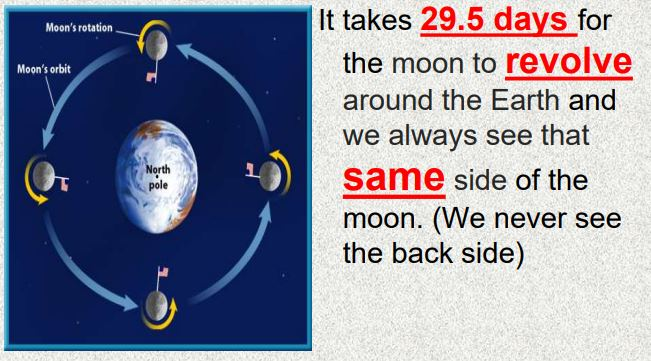 Moon's rotation
Moon's orbit
North
pole
It takes 29.5 days for
the moon to revolve
around the Earth and
we always see that
same side of the
moon. (We never see
the back side)